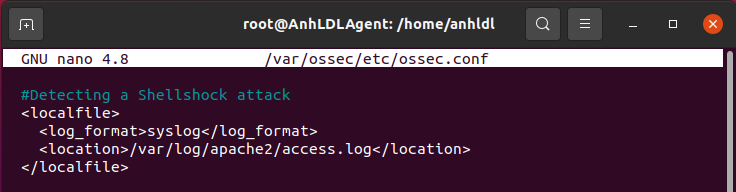 root@AnhLDLAgent: /home/anhldl
GNU nano 4.8 /var/ossec/etc/ossec.conf
#Detecting a Shellshock attack
<localfile>
  <log_format>syslog</log_format>
  <location>/var/log/apache2/access.log</location>
</localfile>